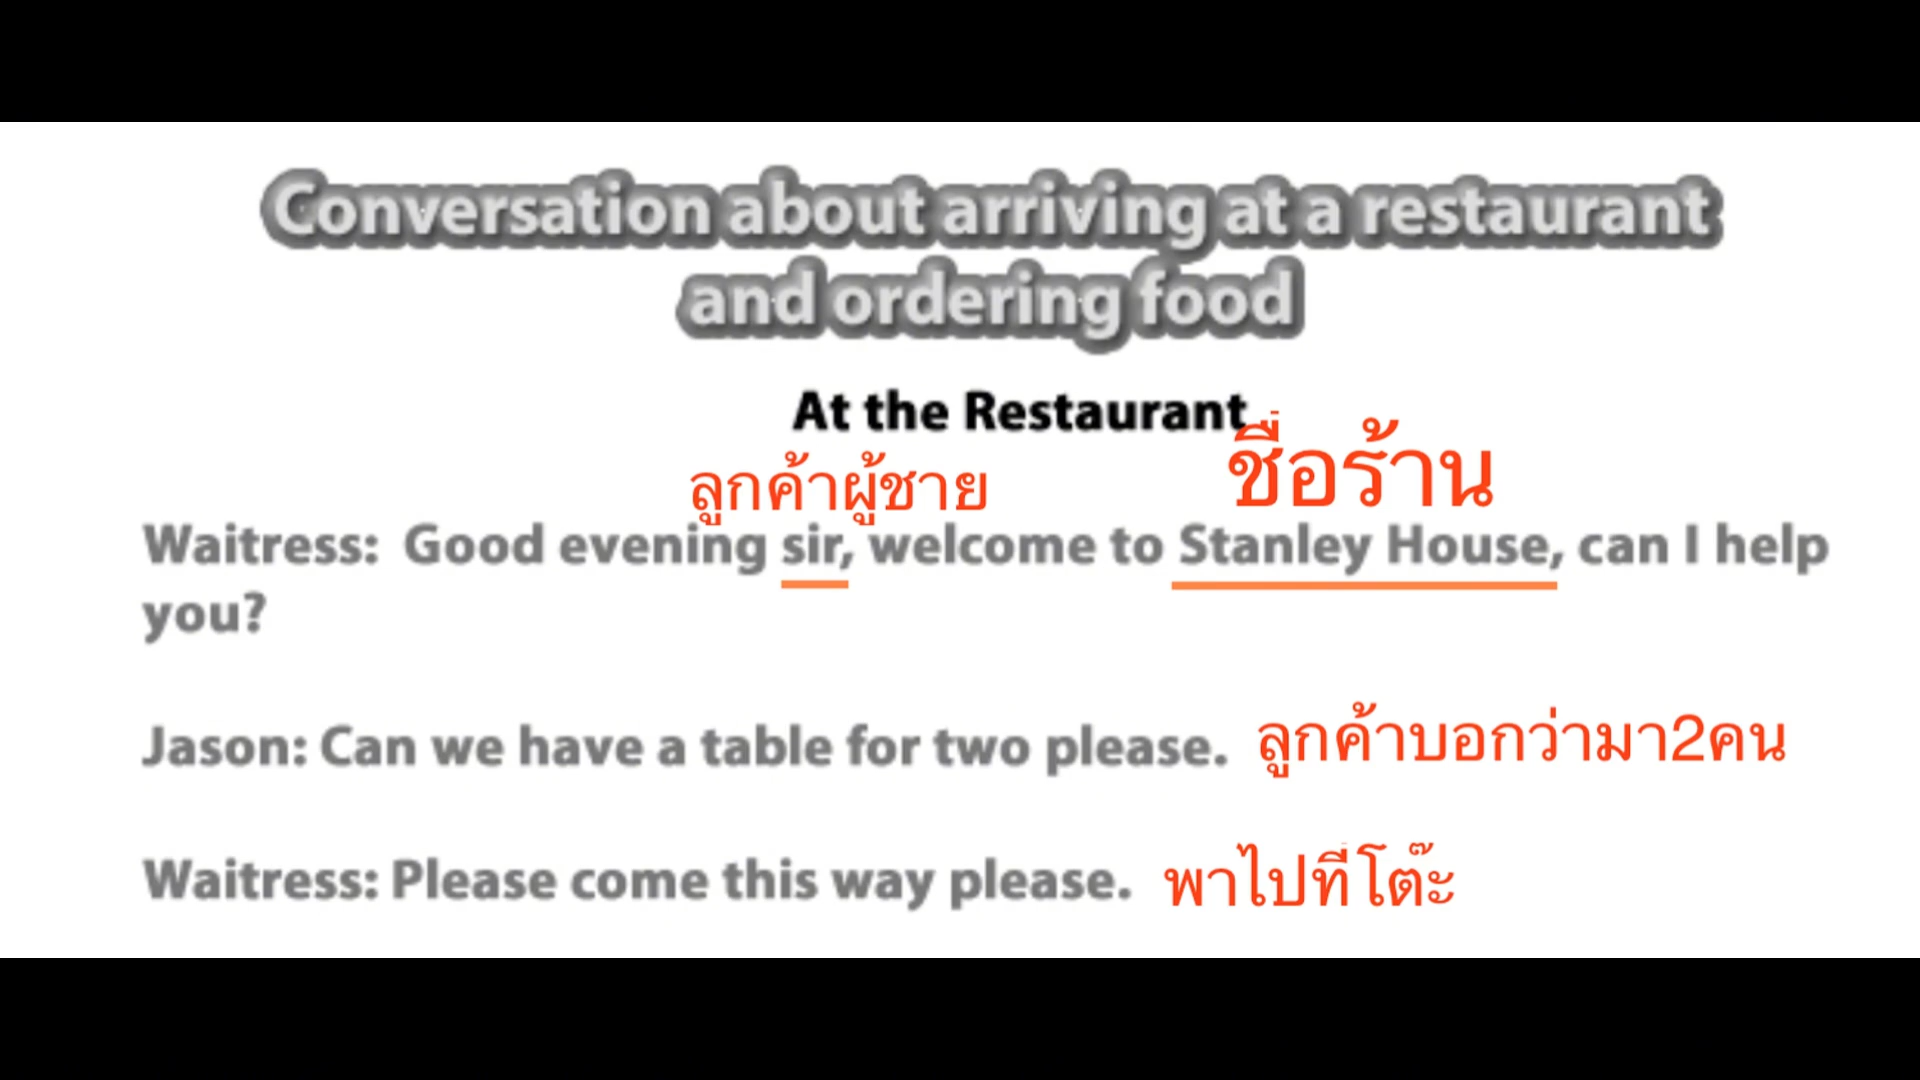 Conversation about arriving at a restaurant
and ordering food
At the Restaurant
ชื่อร้าน
ลูกค้าผู้ชาย
Waitress: Good evening sir, welcome to Stanley House, can I help
you?
Jason: Can we have a table for two please. ลูกค้าบอกว่ามา2คน
Waitress: Please come this way please. พาไปที่โต๊ะ